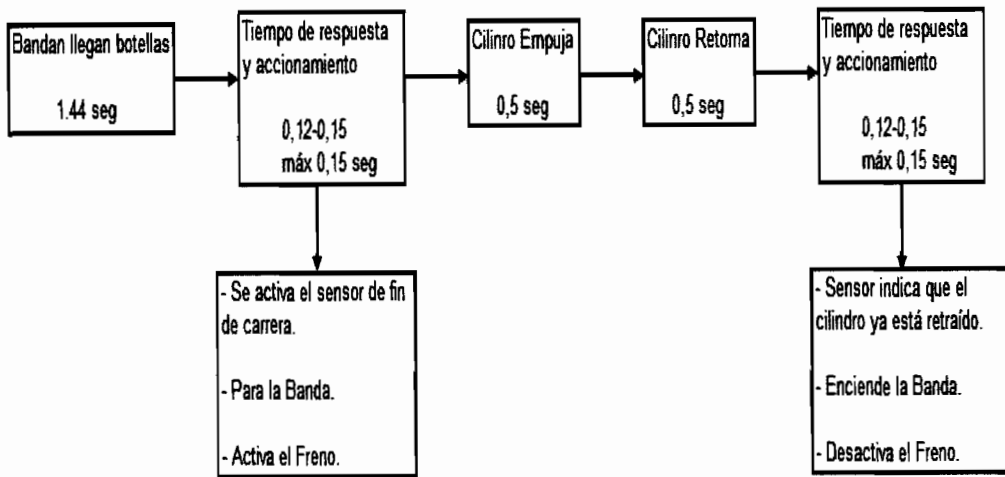 Bandan llegan botellas
1.44 seg
Tiempo de respuesta
y accionamiento
0,12-0,15
máx 0,15 seg
Cilinro Empuja
0,5 seg
Cilinro Retorna
0,5 seg
Tiempo de respuesta
y accionamiento
0,12-0,15
máx 0,15 seg
- Se activa el sensor de fin
de carrera.
- Para la Banda.
- Activa el Freno.
- Sensor indica que el
cilindro ya está retraído.
- Enciende la Banda.
- Desactiva el Freno.